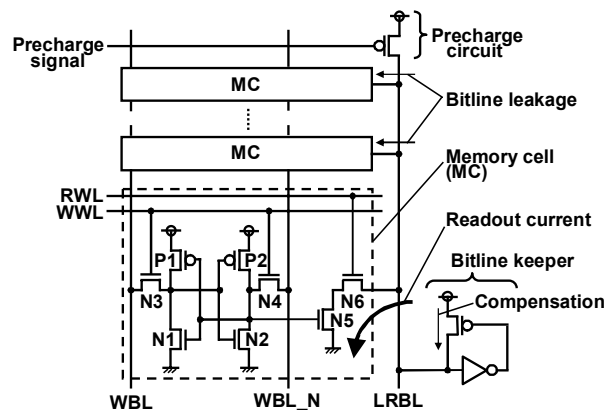 Precharge
signal
Precharge
circuit
MC
Bitline leakage
MC
Memory cell
(MC)
RWL
WWL
Readout current
P1
P2
Bitline keeper
N3
N4
N6
Compensation
N5
N1
N2
WBL
WBL_N
LRBL